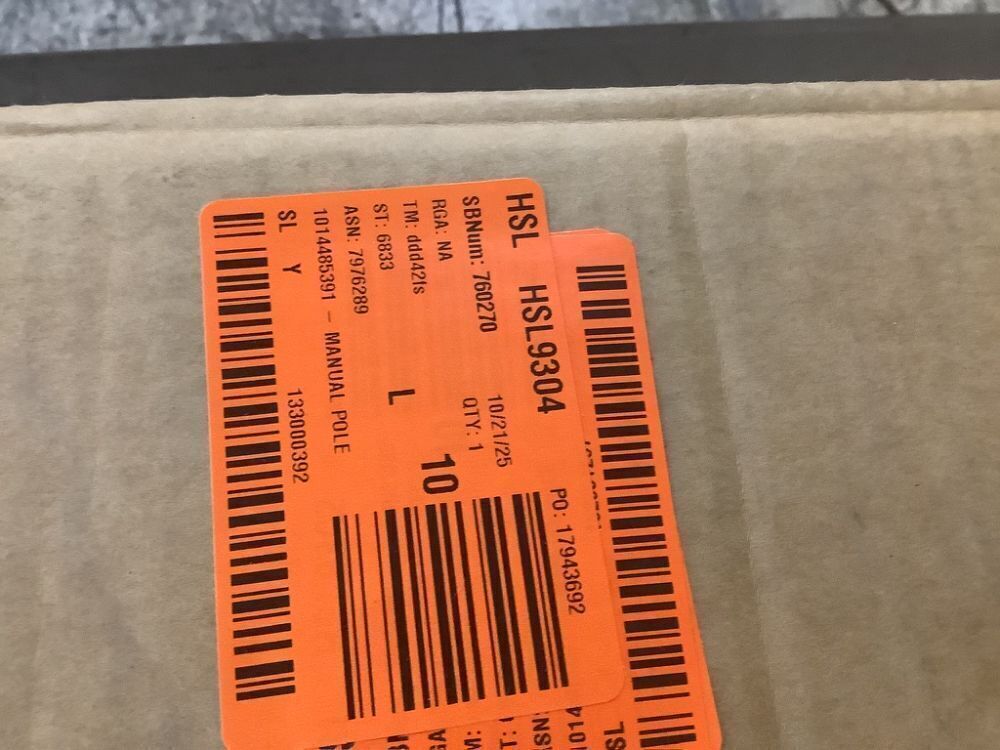 HSL HSL9304 PO: 17943692
SBNum: 760270 10/21/25
RGA: NA QTY: 1
TM: ddd42fs 10
ST: 6833 L
ASN: 7976289
1014485391 - MANUAL POLE
SL Y 133000392